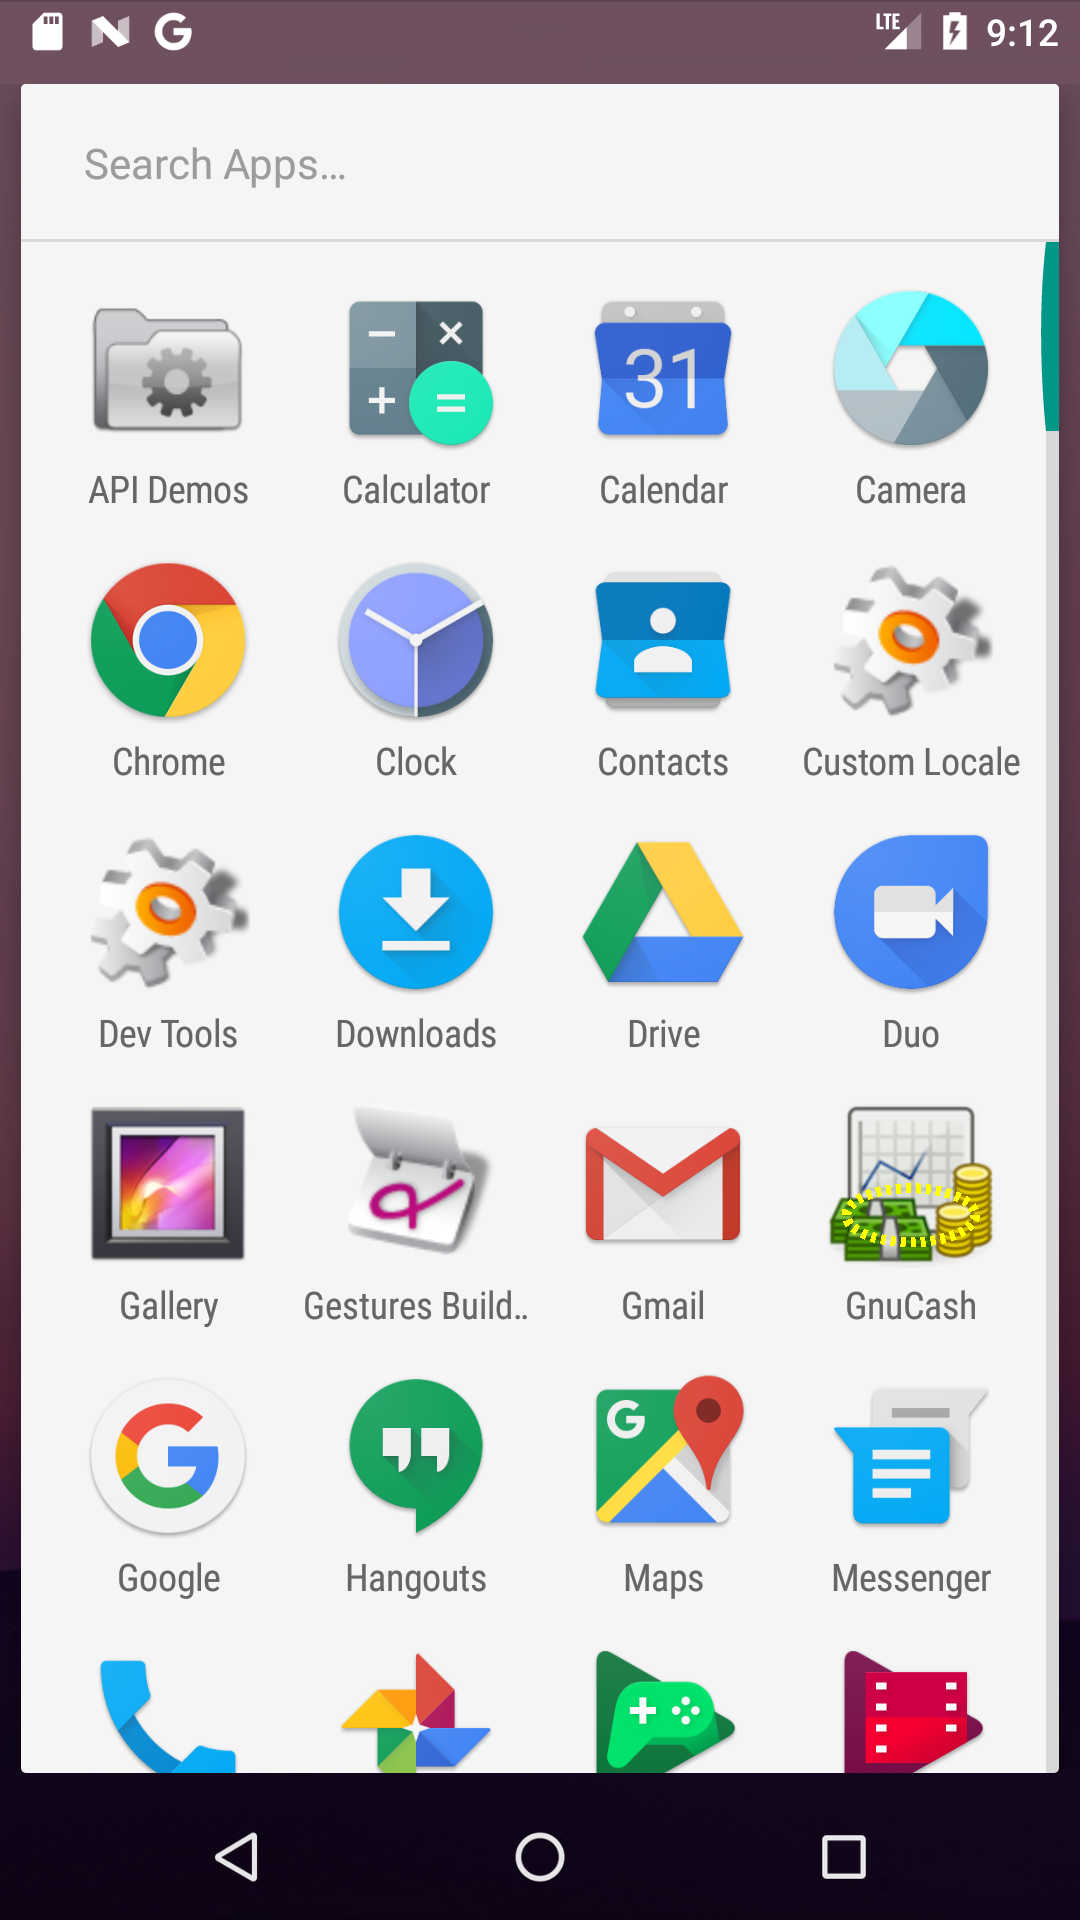 LTE 9:12
Search Apps...
31
API Demos Calculator Calendar Camera
Chrome Clock Contacts Custom Locale
Dev Tools Downloads Drive Duo
Gallery Gestures Build.. Gmail GnuCash
G
Google Hangouts Maps Messenger